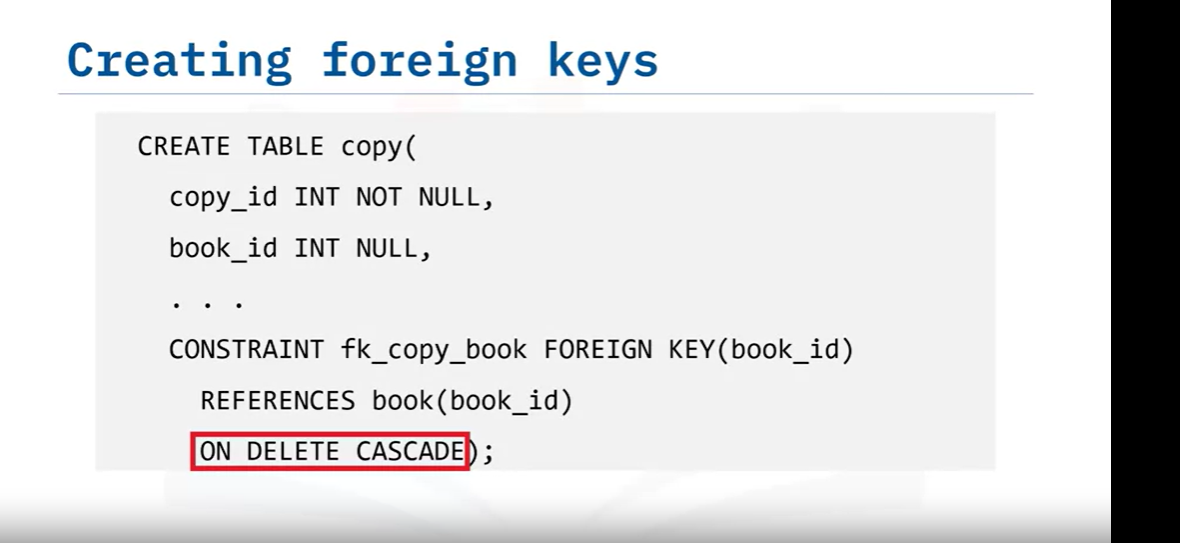 Creating foreign keys
CREATE TABLE copy(
copy_id INT NOT NULL,
book_id INT NULL,
. . .
CONSTRAINT fk_copy_book FOREIGN KEY(book_id)
REFERENCES book(book_id)
ON DELETE CASCADE);